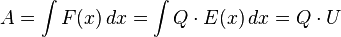 A = ∫ F(x) dx = ∫ Q · E(x) dx = Q · U